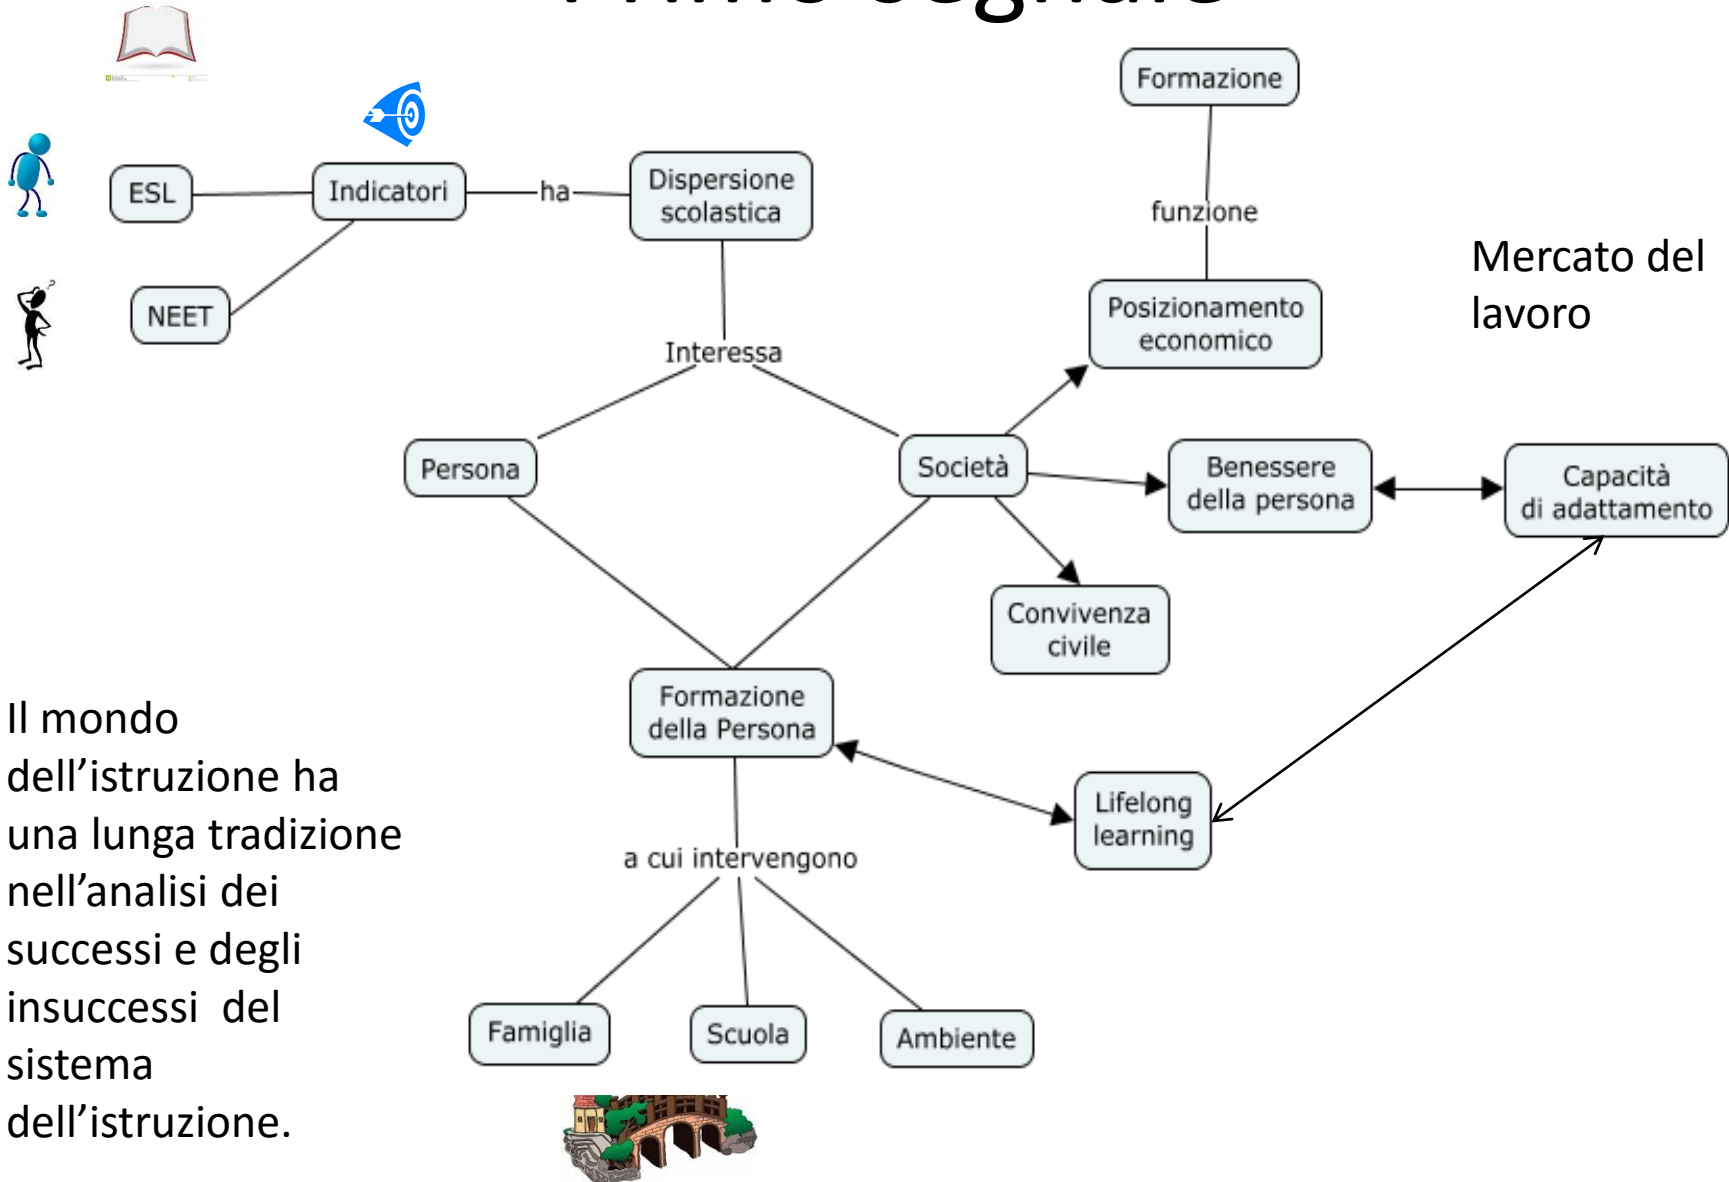 Primo segnale
Formazione
ESL
Indicatori
ha
Dispersione
scolastica
funzione
NEET
Posizionamento
economico
Mercato del
lavoro
Interessa
Persona
Società
Benessere
della persona
Capacità
di adattamento
Convivenza
civile
Formazione
della Persona
Lifelong
learning
Il mondo
dell’istruzione ha
una lunga tradizione
nell’analisi dei
successi e degli
insuccessi del
sistema
dell’istruzione.
a cui intervengono
Famiglia
Scuola
Ambiente